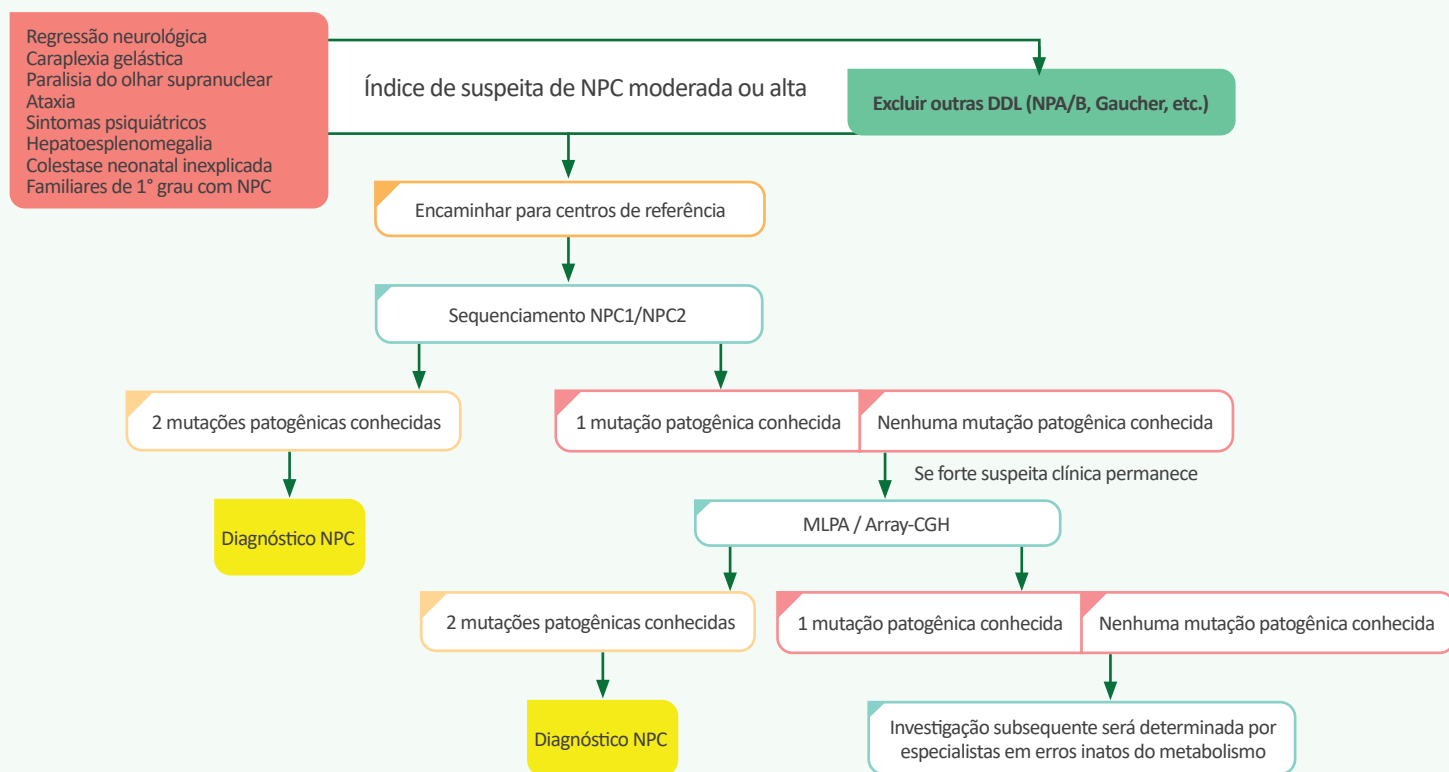 Regressão neurológica
Caraplexia gelástica
Paralisia do olhar supranuclear
Ataxia
Sintomas psiquiátricos
Hepatoesplenomegalia
Colestase neonatal inexplicada
Familiares de 1° grau com NPC
Índice de suspeita de NPC moderada ou alta
Excluir outras DDL (NPA/B, Gaucher, etc.)
Encaminhar para centros de referência
Sequenciamento NPC1/NPC2
2 mutações patogênicas conhecidas
1 mutação patogênica conhecida
Nenhuma mutação patogênica conhecida
Se forte suspeita clínica permanece
Diagnóstico NPC
MLPA / Array-CGH
2 mutações patogênicas conhecidas
1 mutação patogênica conhecida
Nenhuma mutação patogênica conhecida
Diagnóstico NPC
Investigação subsequente será determinada por
especialistas em erros inatos do metabolismo